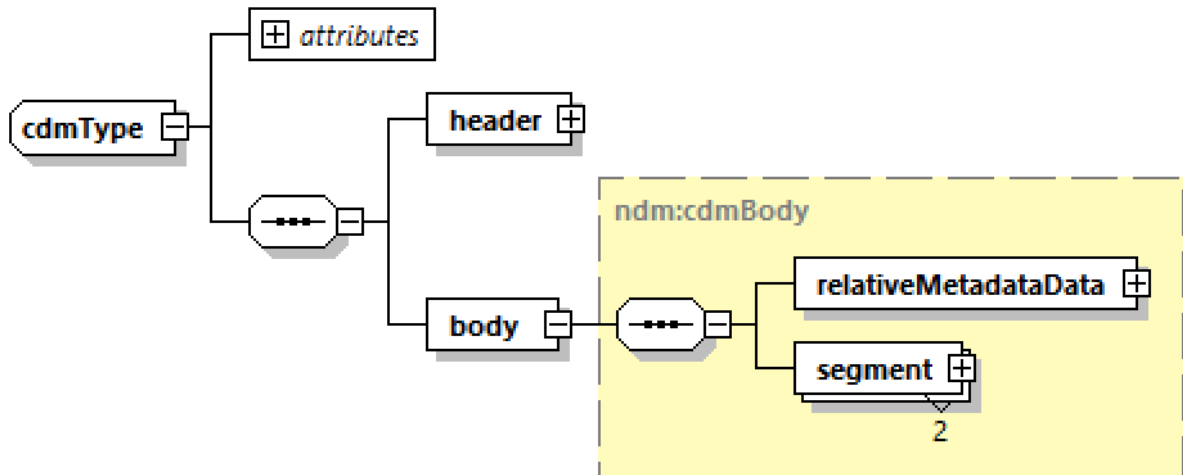 attributes
cdmType
header
ndm:cdmBody
relativeMetadataData
body
segment
2